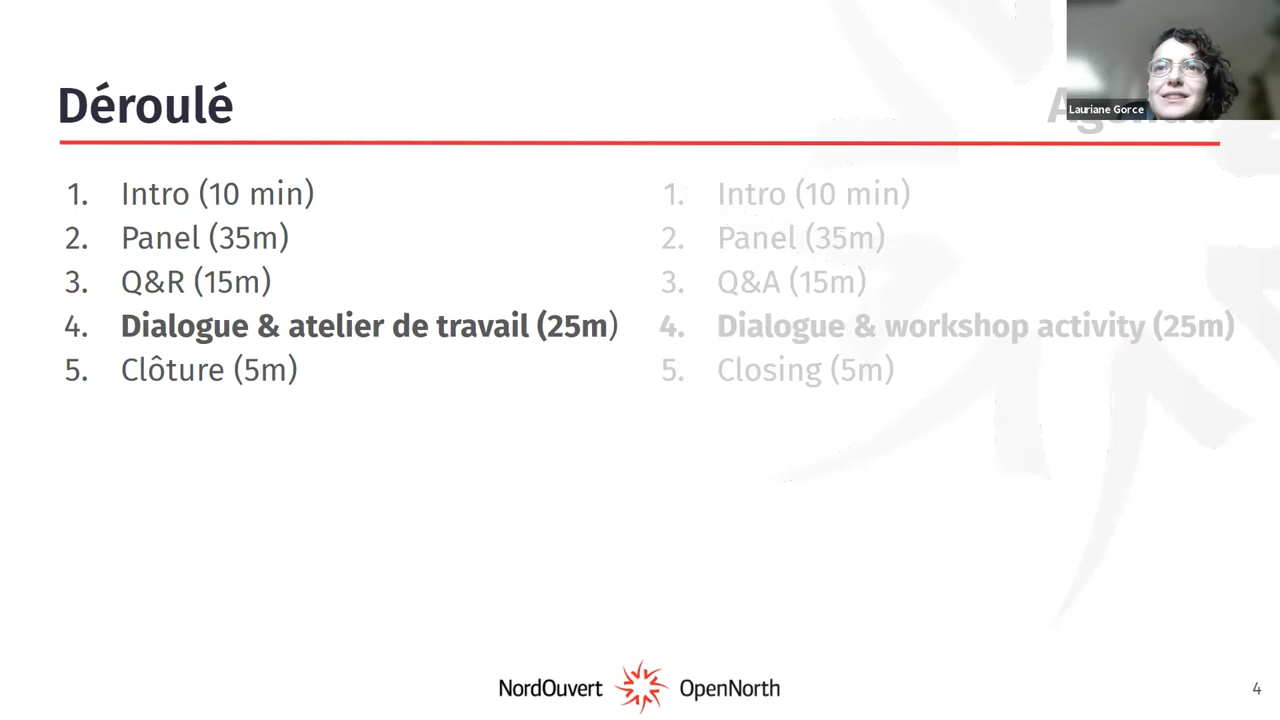 Déroulé
1. Intro (10 min)
2. Panel (35m)
3. Q&R (15m)
4. Dialogue & atelier de travail (25m)
5. Clôture (5m)
Lauriane Gorce
1. Intro (10 min)
2. Panel (35m)
3. Q&A (15m)
4. Dialogue & workshop activity (25m)
5. Closing (5m)
NordOuvert OpenNorth
4